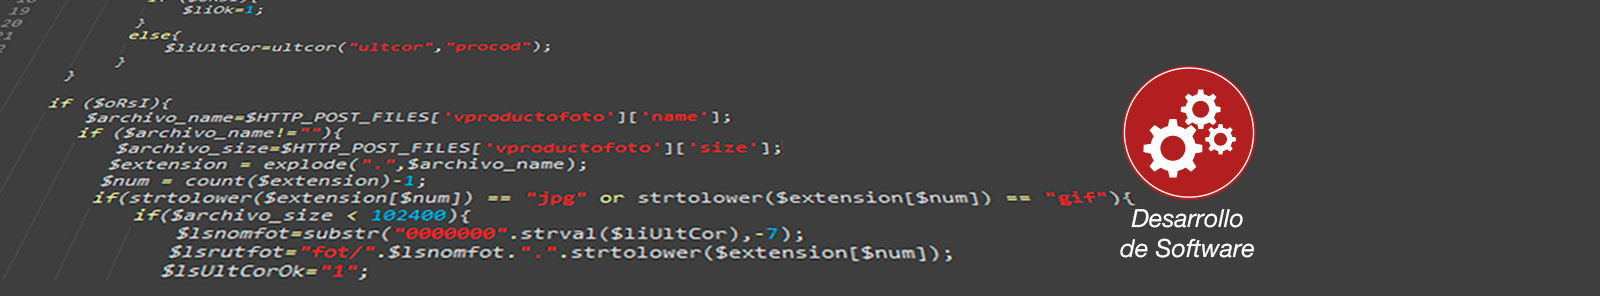 19
$liOk=1;
20
}
21
else{
$liUltCor=ultcor("ultcor","procod");
}
}
if ($oRsI){
$archivo_name=$HTTP_POST_FILES['vproductofoto']['name'];
if ($archivo_name!=""){
$archivo_size=$HTTP_POST_FILES['vproductofoto']['size'];
$extension = explode(".",$archivo_name);
$num = count($extension)-1;
if(strtolower($extension[$num]) == "jpg" or strtolower($extension[$num]) == "gif"){
if($archivo_size < 102400){
$lsnomfot=substr("0000000".strval($liUltCor),-7);
$lsrutfot="fot/".$lsnomfot.".".strtolower($extension[$num]);
$lsUltCorOk="1";
Desarrollo
de Software